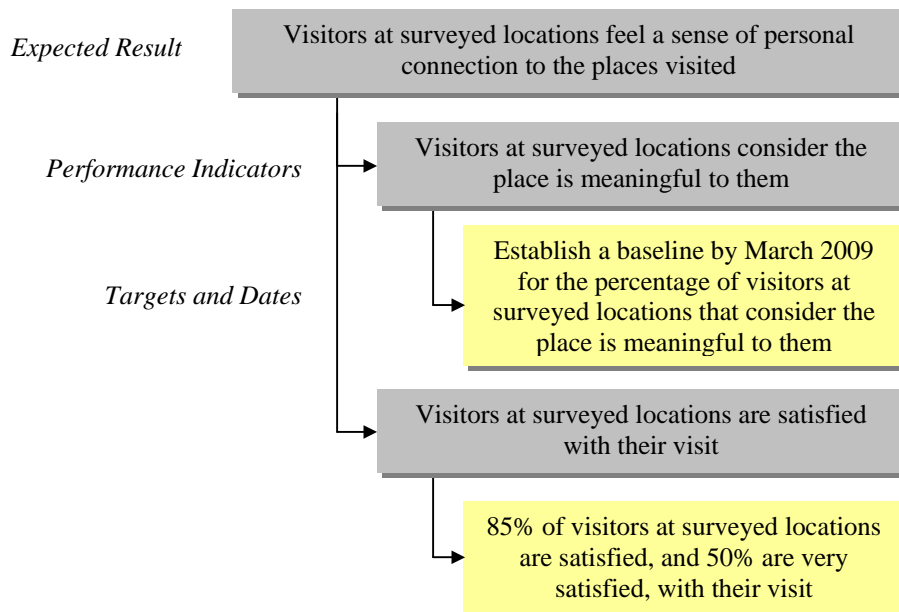 Expected Result
Visitors at surveyed locations feel a sense of personal
connection to the places visited
Performance Indicators
Visitors at surveyed locations consider the
place is meaningful to them
Targets and Dates
Establish a baseline by March 2009
for the percentage of visitors at
surveyed locations that consider the
place is meaningful to them
Visitors at surveyed locations are satisfied
with their visit
85% of visitors at surveyed locations
are satisfied, and 50% are very
satisfied, with their visit